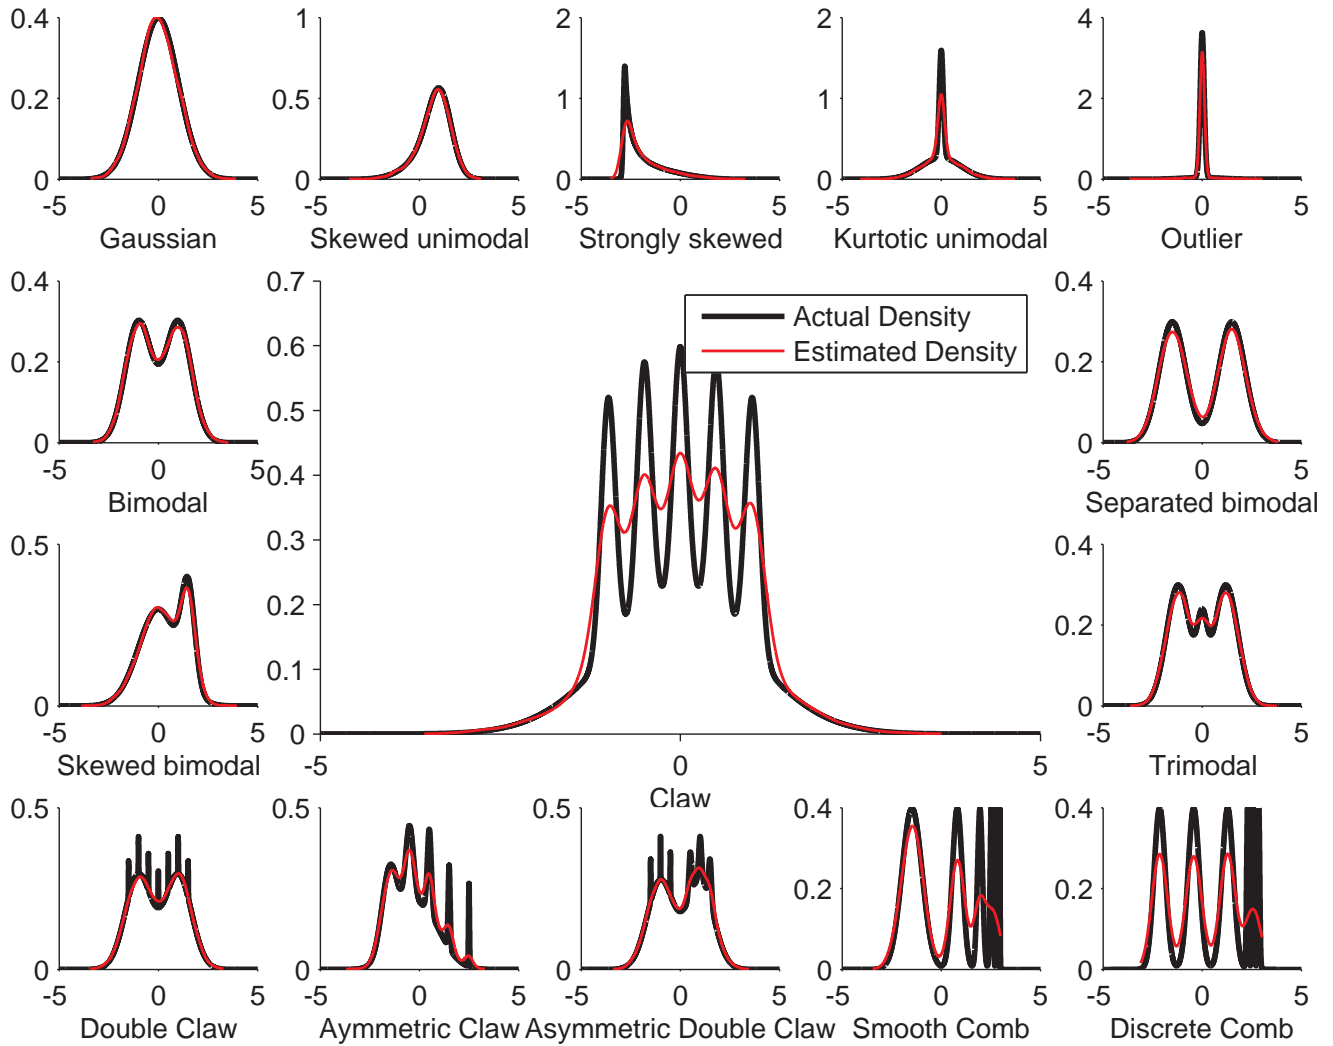 0.4
0.2
0
-5 0 5
Gaussian
1
0.5
0
-5 0 5
Skewed unimodal
2
1
0
-5 0 5
Strongly skewed
2
1
0
-5 0 5
Kurtotic unimodal
4
2
0
-5 0 5
Outlier
0.4
0.2
0
-5 0 5
Bimodal
0.7
0.6
0.5
0.4
0.3
0.2
0.1
0
-5 0 5
Claw
Actual Density
Estimated Density
0.4
0.2
0
-5 0 5
Separated bimodal
0.5
0
-5 0 5
Skewed bimodal
0.4
0.2
0
-5 0 5
Trimodal
0.5
0
-5 0 5
Double Claw
0.5
0
-5 0 5
Aymmetric Claw
0.5
0
-5 0 5
Asymmetric Double Claw
0.4
0.2
0
-5 0 5
Smooth Comb
0.4
0.2
0
-5 0 5
Discrete Comb